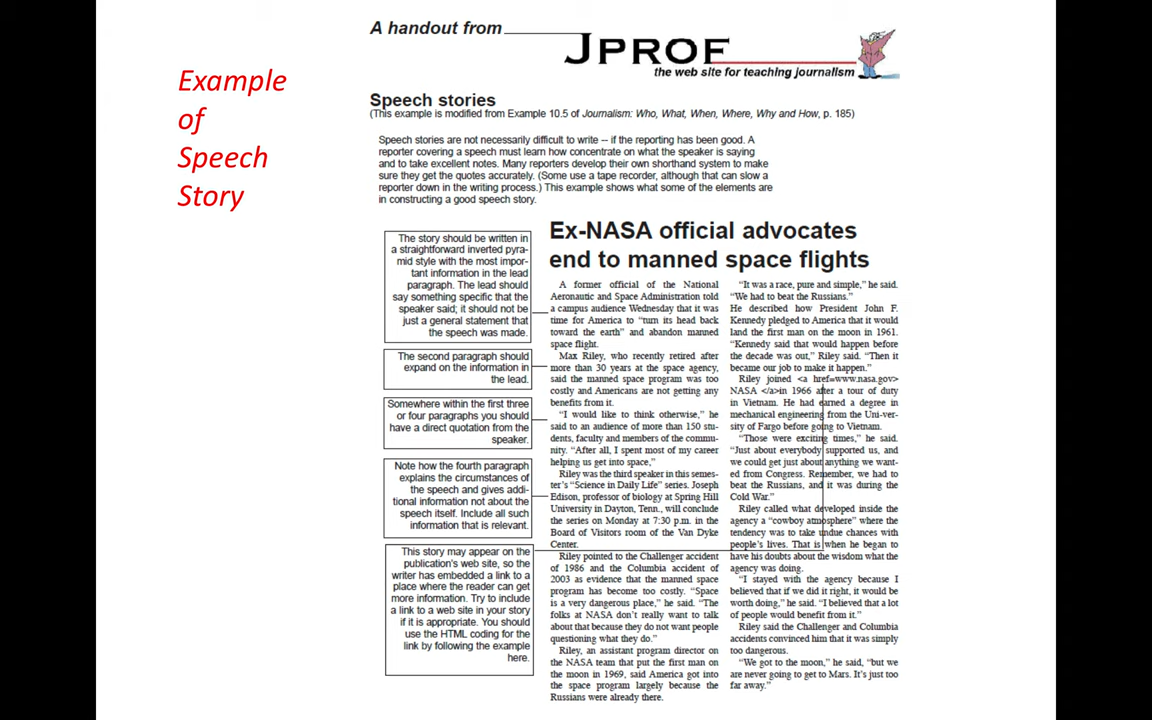 Example
of
Speech
Story
A handout from
JPROF
the web site for teaching journalism
Speech stories
(This example is modified from Example 10.5 of Journalism: Who, What, When, Where, Why and How, p. 185)
Speech stories are not necessarily difficult to write -- if the reporting has been good. A
reporter covering a speech must learn how concentrate on what the speaker is saying
and to take excellent notes. Many reporters develop their own shorthand system to make
sure they get the quotes accurately. (Some use a tape recorder, although that can slow a
reporter down in the writing process.) This example shows what some of the elements are
in constructing a good speech story.
The story should be written in
a straightforward inverted pyra-
mid style with the most impor-
tant information in the lead
paragraph. The lead should
say something specific that the
speaker said; it should not be
just a general statement that
the speech was made.
The second paragraph should
expand on the information in
the lead.
Somewhere within the first three
or four paragraphs you should
have a direct quotation from the
speaker.
Note how the fourth paragraph
explains the circumstances of
the speech and gives addi-
tional information not about the
speech itself. Include all such
information that is relevant.
This story may appear on the
publication's web site, so the
writer has embedded a link to a
place where the reader can get
more information. Try to include
a link to a web site in your story
if it is appropriate. You should
use the HTML coding for the
link by following the example
here.
Ex-NASA official advocates
end to manned space flights
A former official of the National
Aeronautic and Space Administration told
a campus audience Wednesday that it was
time for America to “turn its head back
toward the earth” and abandon manned
space flight.
Max Riley, who recently retired after
more than 30 years at the space agency,
said the manned space program was too
costly and Americans are not getting any
benefits from it.
“I would like to think otherwise,” he
said to an audience of more than 150 stu-
dents, faculty and members of the commu-
nity. “After all, I spent most of my career
helping us get into space,”
Riley was the third speaker in this semes-
ter's “Science in Daily Life” series. Joseph
Edison, professor of biology at Spring Hill
University in Dayton, Tenn., will conclude
the series on Monday at 7:30 p.m. in the
Board of Visitors room of the Van Dyke
Center.
Riley pointed to the Challenger accident
of 1986 and the Columbia accident of
2003 as evidence that the manned space
program has become too costly. “Space
is a very dangerous place,” he said. “The
folks at NASA don't really want to talk
about that because they do not want people
questioning what they do.”
Riley, an assistant program director on
the NASA team that put the first man on
the moon in 1969, said America got into
the space program largely because the
Russians were already there.
“It was a race, pure and simple,” he said.
“We had to beat the Russians.”
He described how President John F.
Kennedy pledged to America that it would
land the first man on the moon in 1961.
“Kennedy said that would happen before
the decade was out,” Riley said. “Then it
became our job to make it happen.”
Riley joined <a href=www.nasa.gov>
NASA </a>in 1966 after a tour of duty
in Vietnam. He had earned a degree in
mechanical engineering from the Uni-ver-
sity of Fargo before going to Vietnam.
“Those were exciting times,” he said.
“Just about everybody supported us, and
we could get just about anything we want-
ed from Congress. Remember, we had to
beat the Russians, and it was during the
Cold War.”
Riley called what developed inside the
agency a “cowboy atmosphere” where the
tendency was to take undue chances with
people's lives. That is when he began to
have his doubts about the wisdom what the
agency was doing.
“I stayed with the agency because I
believed that if we did it right, it would be
worth doing,” he said. “I believed that a lot
of people would benefit from it.”
Riley said the Challenger and Columbia
accidents convinced him that it was simply
too dangerous.
“We got to the moon,” he said, “but we
are never going to get to Mars. It's just too
far away.”